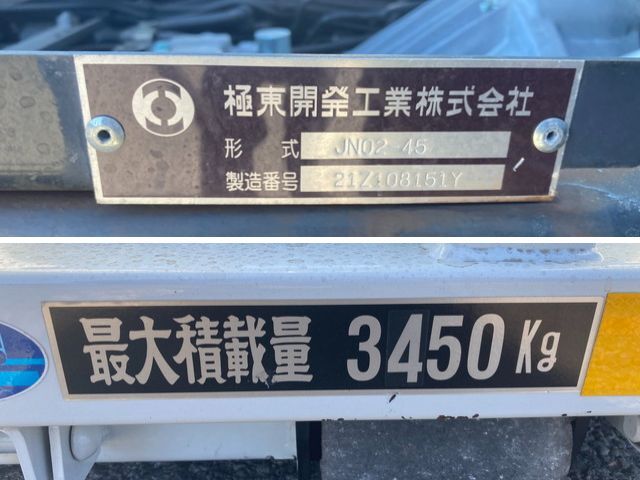 極東開発工業株式会社
形式 JN02-45
製造番号 21Z108151Y
最大積載量 3450Kg